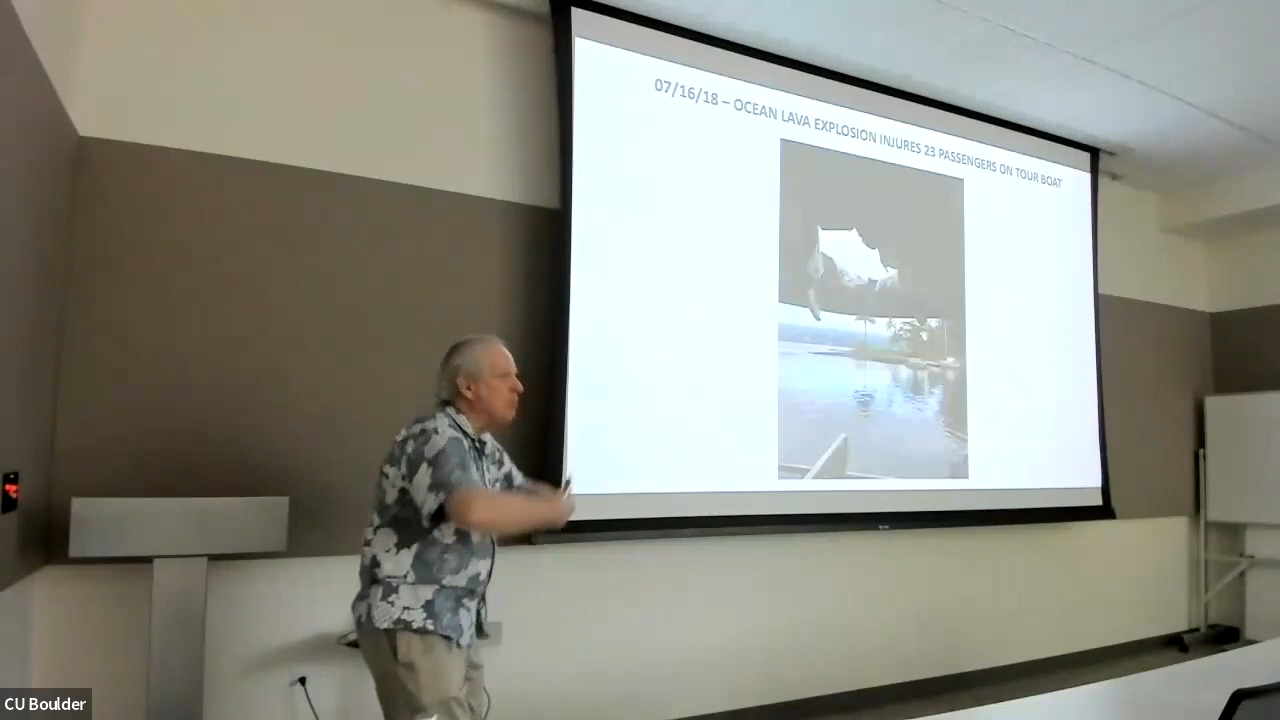 07/16/18 – OCEAN LAVA EXPLOSION INJURES 23 PASSENGERS ON TOUR BOAT
CU Boulder